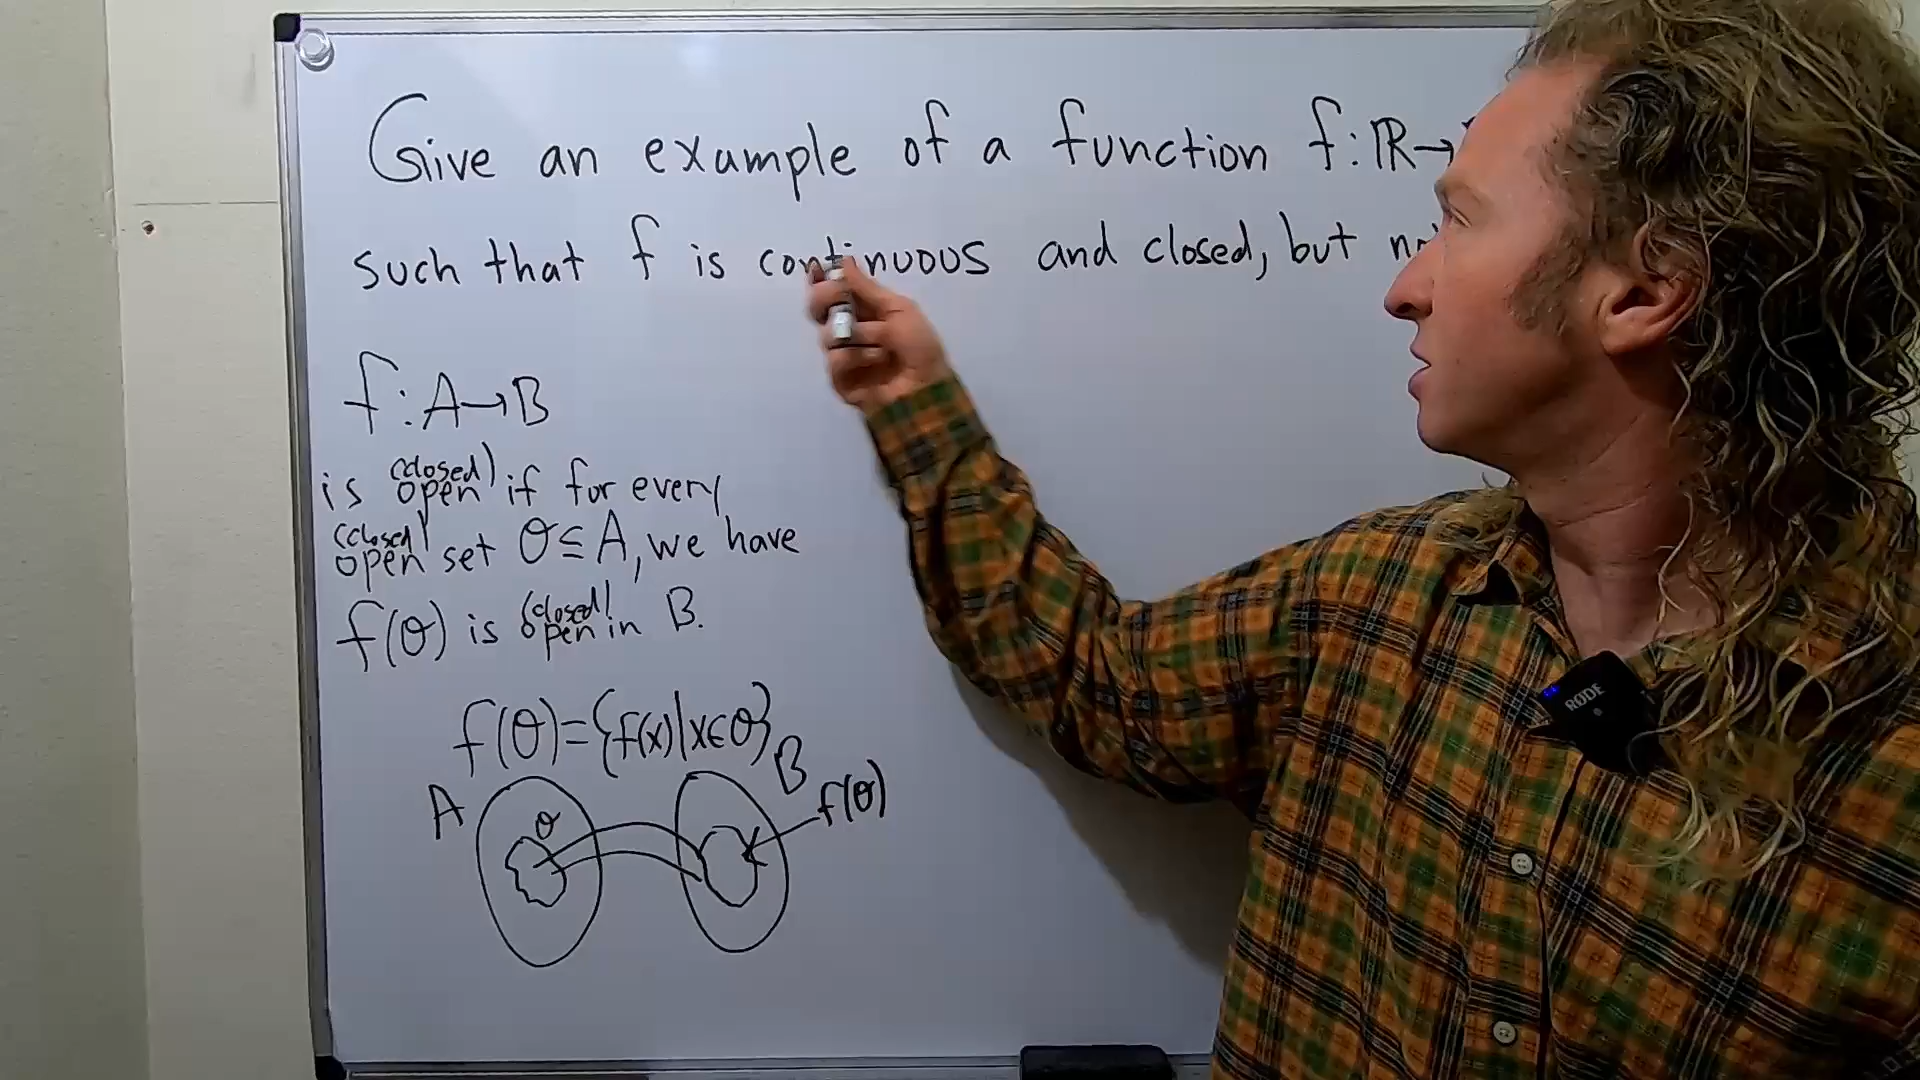 Give an example of a function f: ℝ→
such that f is continuous and closed, but
f: A→B
is (closed) open if for every
(closed) open set O⊆A, we have
f(O) is (closed) open in B.
f(O)={f(x)|x∈O}
A O B f(O)
RØDE